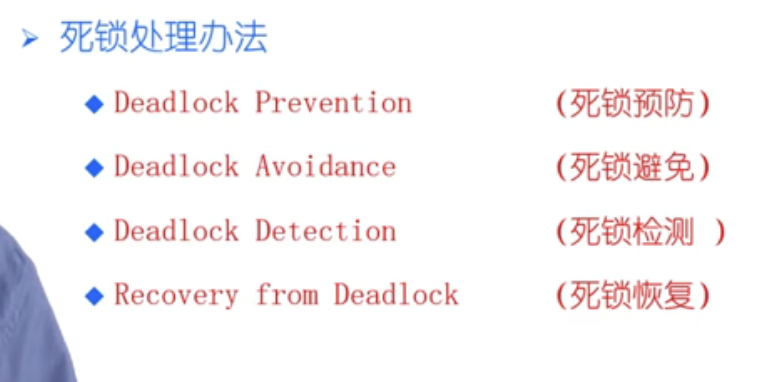 ➢ 死锁处理办法
◆ Deadlock Prevention (死锁预防)
◆ Deadlock Avoidance (死锁避免)
◆ Deadlock Detection (死锁检测 )
◆ Recovery from Deadlock (死锁恢复)